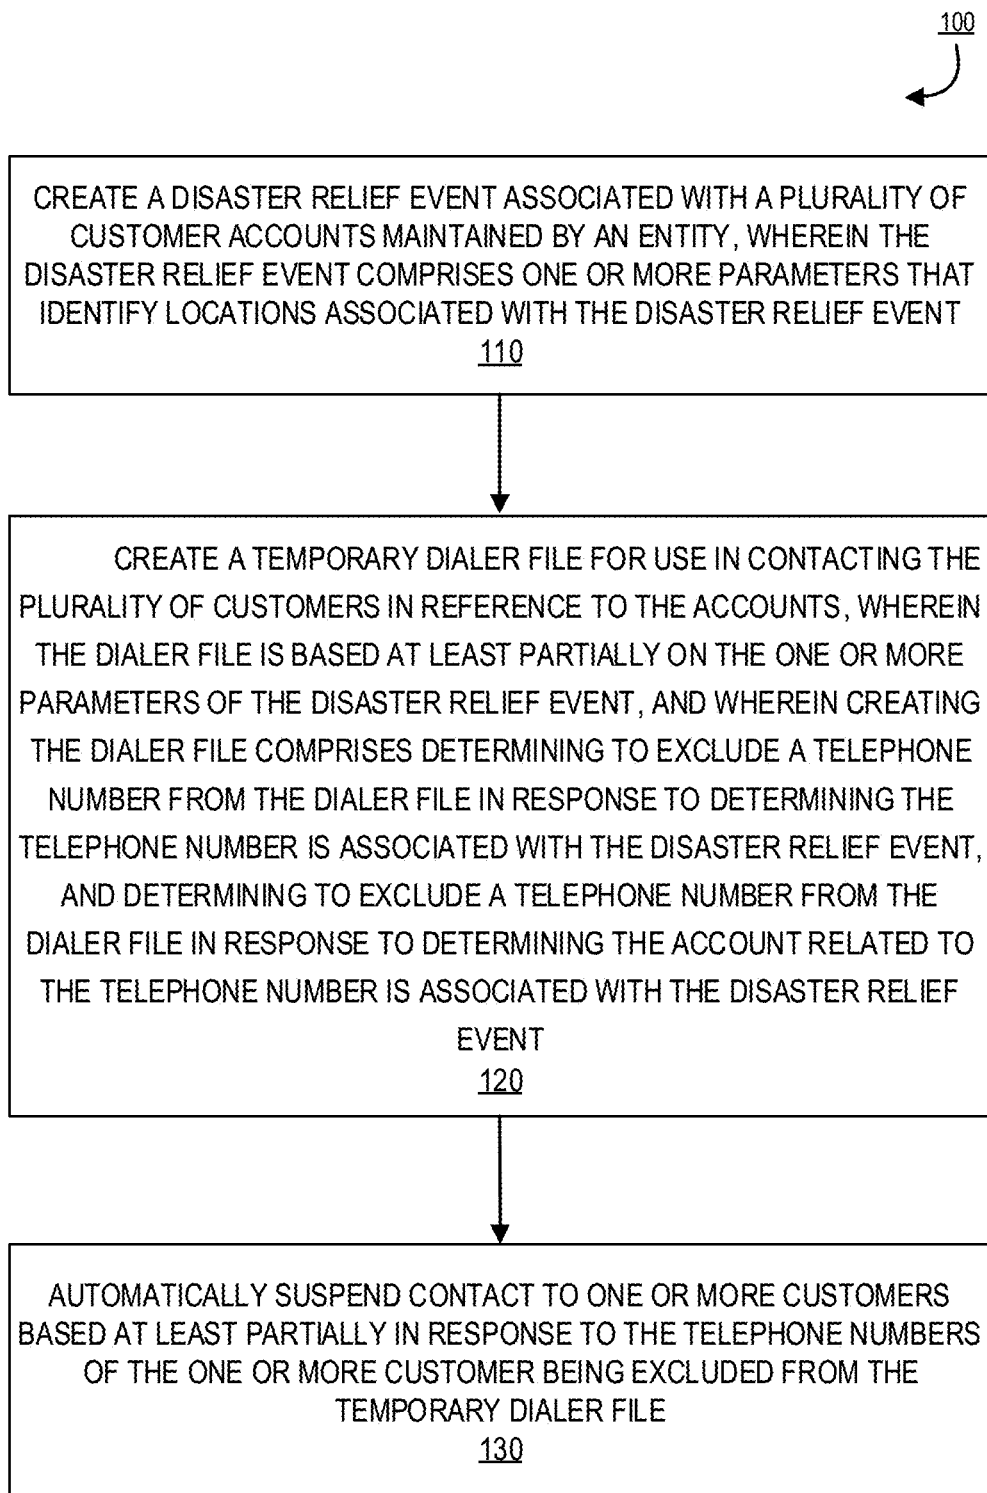 100
CREATE A DISASTER RELIEF EVENT ASSOCIATED WITH A PLURALITY OF
CUSTOMER ACCOUNTS MAINTAINED BY AN ENTITY, WHEREIN THE
DISASTER RELIEF EVENT COMPRISES ONE OR MORE PARAMETERS THAT
IDENTIFY LOCATIONS ASSOCIATED WITH THE DISASTER RELIEF EVENT
110
CREATE A TEMPORARY DIALER FILE FOR USE IN CONTACTING THE
PLURALITY OF CUSTOMERS IN REFERENCE TO THE ACCOUNTS, WHEREIN
THE DIALER FILE IS BASED AT LEAST PARTIALLY ON THE ONE OR MORE
PARAMETERS OF THE DISASTER RELIEF EVENT, AND WHEREIN CREATING
THE DIALER FILE COMPRISES DETERMINING TO EXCLUDE A TELEPHONE
NUMBER FROM THE DIALER FILE IN RESPONSE TO DETERMINING THE
TELEPHONE NUMBER IS ASSOCIATED WITH THE DISASTER RELIEF EVENT,
AND DETERMINING TO EXCLUDE A TELEPHONE NUMBER FROM THE
DIALER FILE IN RESPONSE TO DETERMINING THE ACCOUNT RELATED TO
THE TELEPHONE NUMBER IS ASSOCIATED WITH THE DISASTER RELIEF
EVENT
120
AUTOMATICALLY SUSPEND CONTACT TO ONE OR MORE CUSTOMERS
BASED AT LEAST PARTIALLY IN RESPONSE TO THE TELEPHONE NUMBERS
OF THE ONE OR MORE CUSTOMER BEING EXCLUDED FROM THE
TEMPORARY DIALER FILE
130